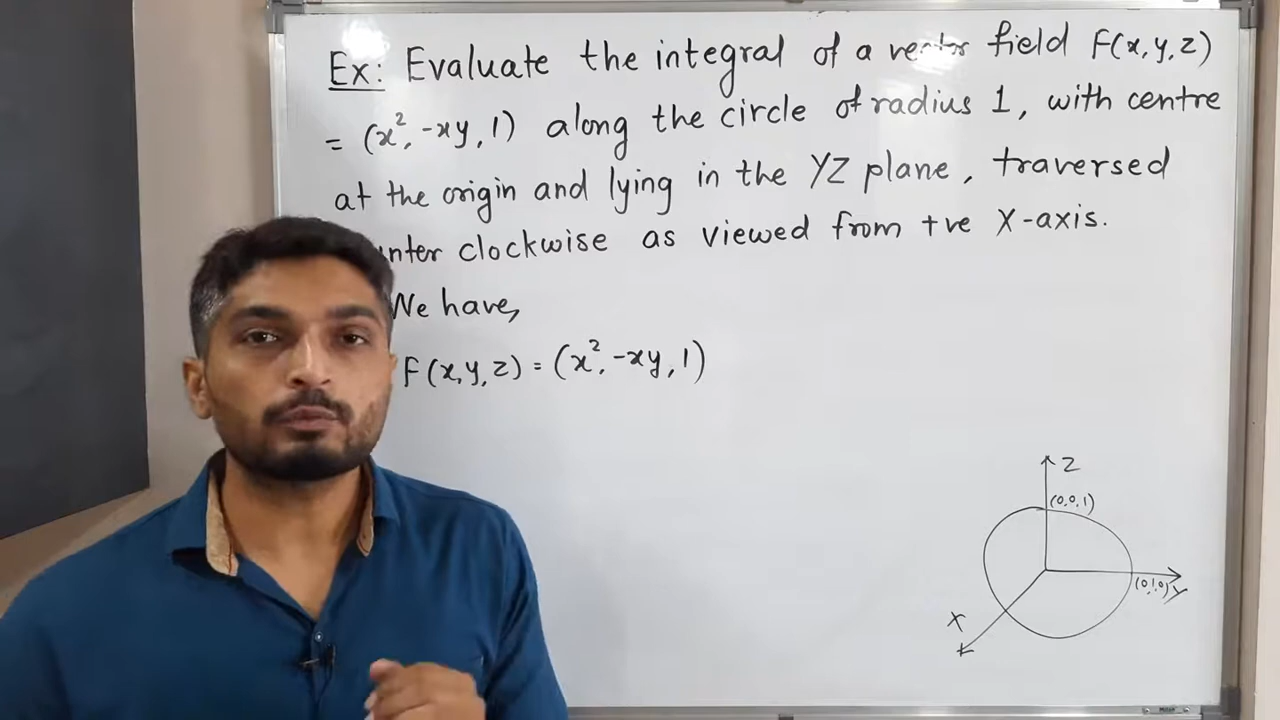 Ex: Evaluate the integral of a vector field F(x,y,z)
= (x², -xy, 1) along the circle of radius 1, with centre
at the origin and lying in the YZ plane, traversed
clockwise as viewed from +ve X-axis.
We have,
F(x,y,z) = (x², -xy, 1)
Z
(0,0,1)
(0,1,0) Y
X